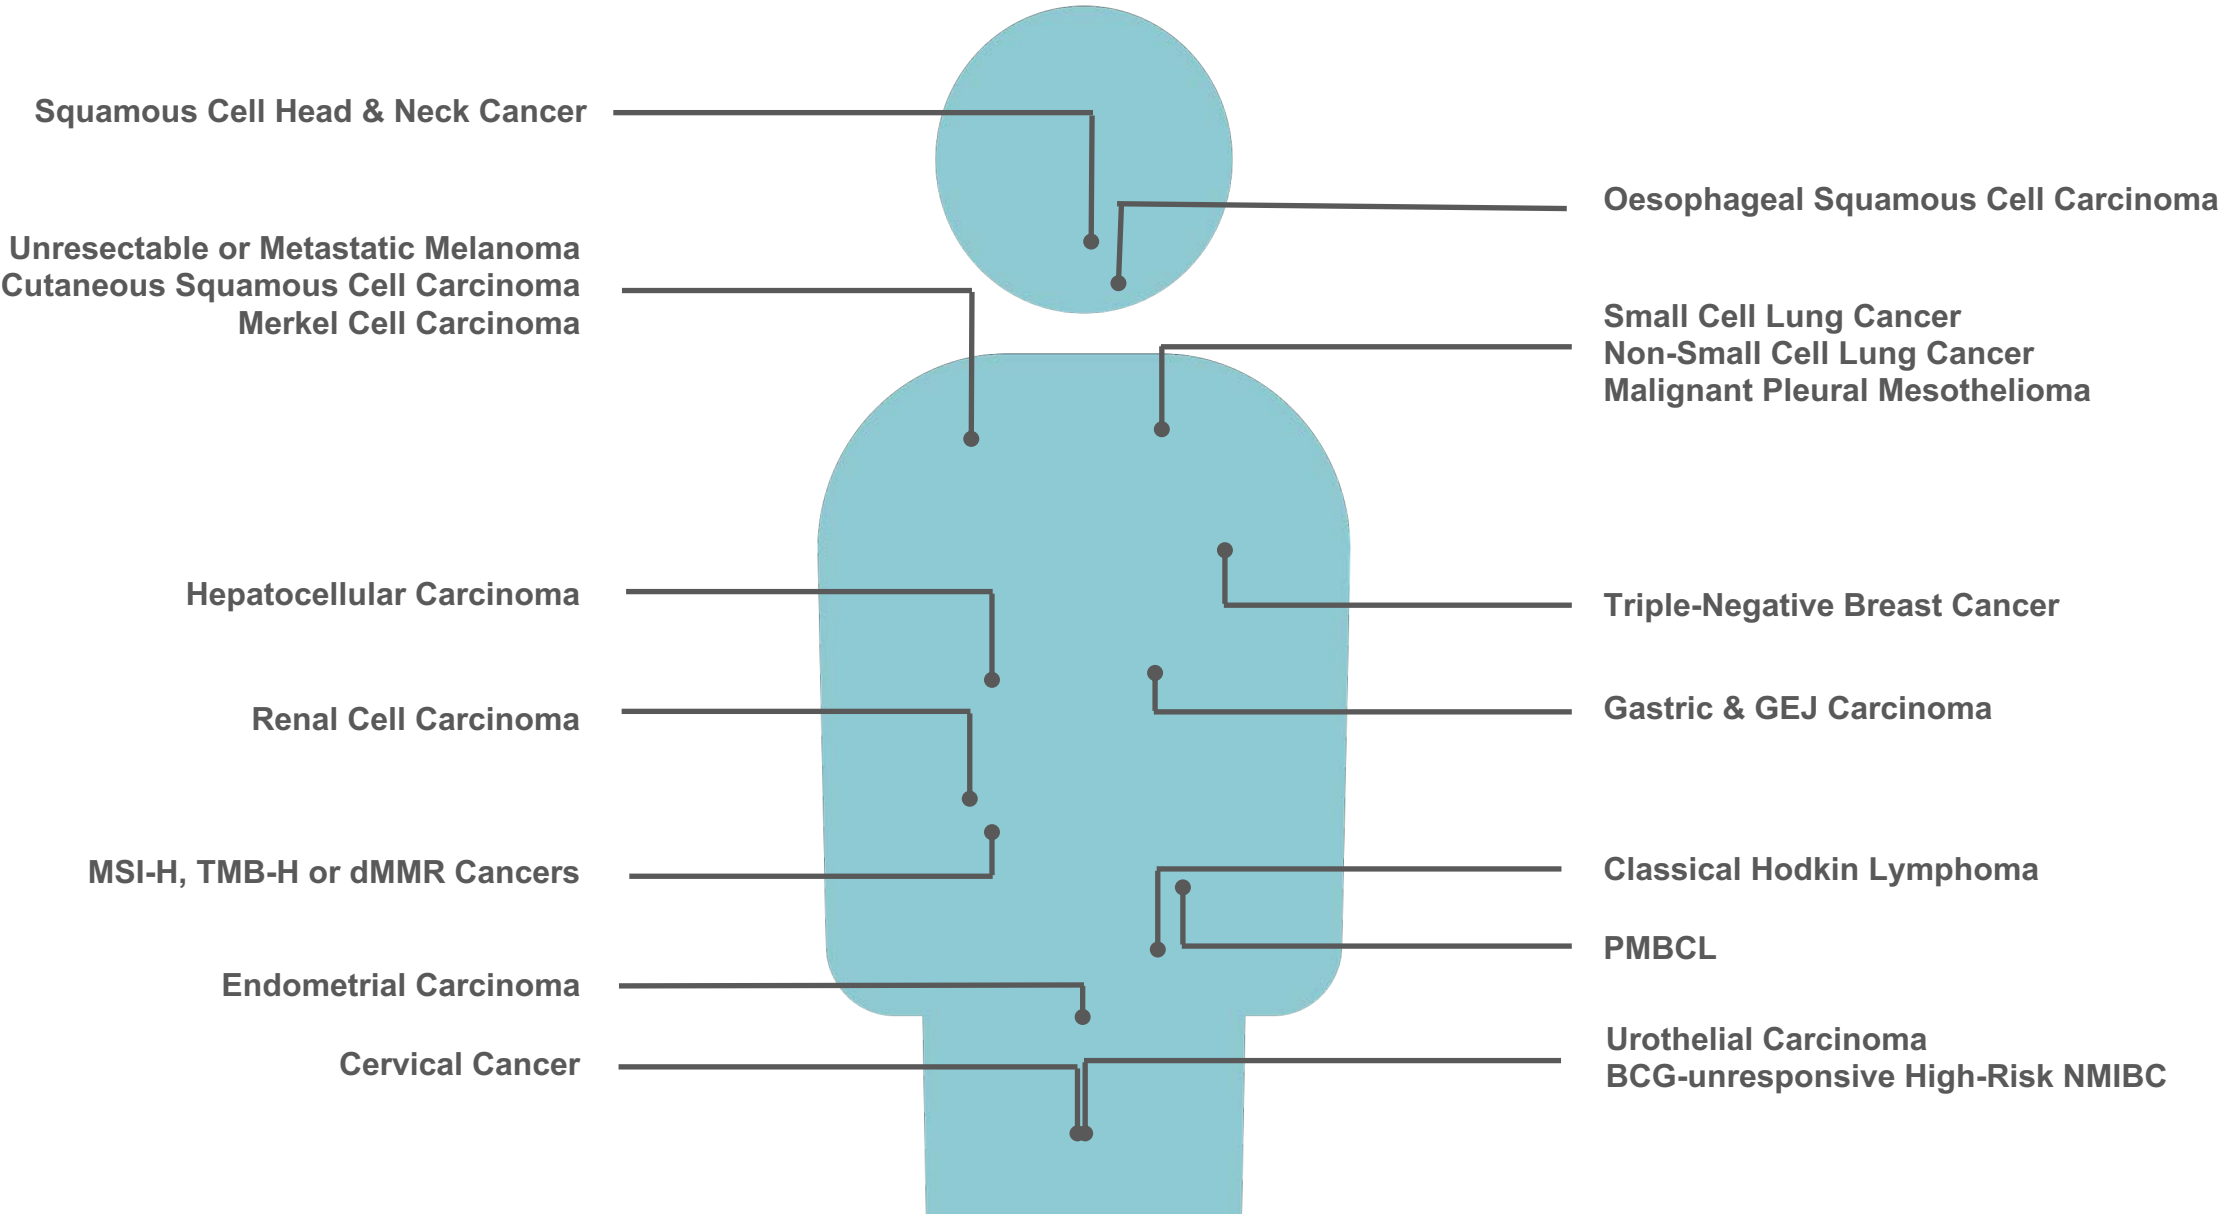 Squamous Cell Head & Neck Cancer
Unresectable or Metastatic Melanoma
Cutaneous Squamous Cell Carcinoma
Merkel Cell Carcinoma
Hepatocellular Carcinoma
Renal Cell Carcinoma
MSI-H, TMB-H or dMMR Cancers
Endometrial Carcinoma
Cervical Cancer
Oesophageal Squamous Cell Carcinoma
Small Cell Lung Cancer
Non-Small Cell Lung Cancer
Malignant Pleural Mesothelioma
Triple-Negative Breast Cancer
Gastric & GEJ Carcinoma
Classical Hodkin Lymphoma
PMBCL
Urothelial Carcinoma
BCG-unresponsive High-Risk NMIBC